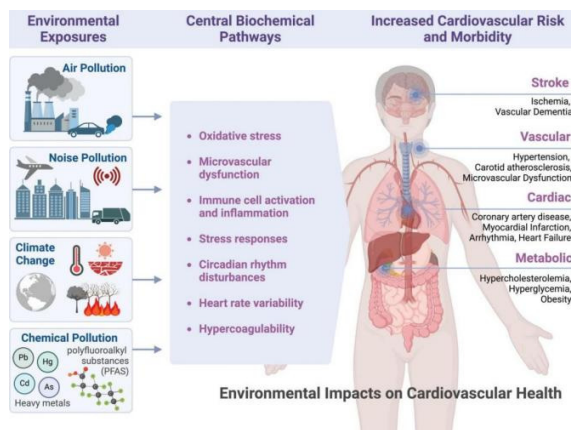 Environmental
Exposures
Central Biochemical
Pathways
Increased Cardiovascular Risk
and Morbidity
Air Pollution
Noise Pollution
Climate
Change
Chemical Pollution
Pb
Hg
Cd
As
Heavy metals
polyfluoroalkyl
substances
(PFAS)
• Oxidative stress
• Microvascular
dysfunction
• Immune cell activation
and inflammation
• Stress responses
• Circadian rhythm
disturbances
• Heart rate variability
• Hypercoagulability
Stroke
Ischemia,
Vascular Dementia
Vascular
Hypertension,
Carotid atherosclerosis,
Microvascular Dysfunction
Cardiac
Coronary artery disease,
Myocardial Infarction,
Arrhythmia, Heart Failure
Metabolic
Hypercholesterolemia,
Hyperglycemia,
Obesity
Environmental Impacts on Cardiovascular Health